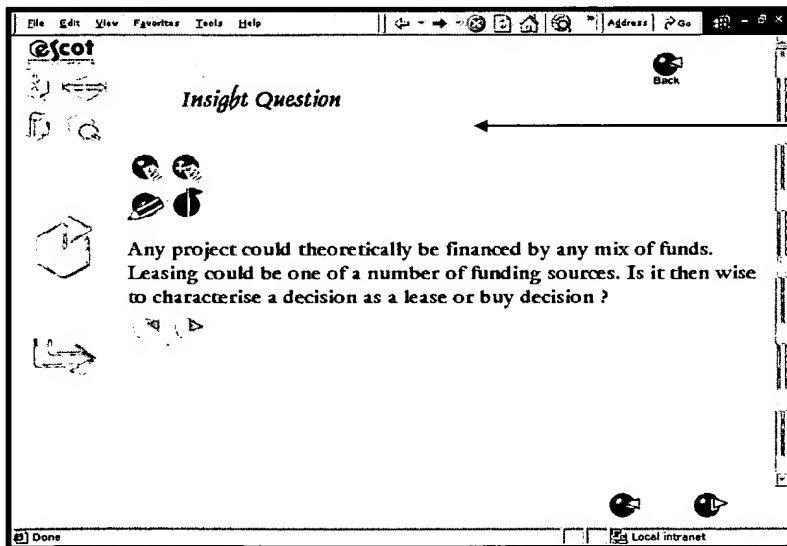 File Edit View Favorites Tools Help
Address Go
eScot
Back
Insight Question
Any project could theoretically be financed by any mix of funds.
Leasing could be one of a number of funding sources. Is it then wise
to characterise a decision as a lease or buy decision ?
Done
Local intranet